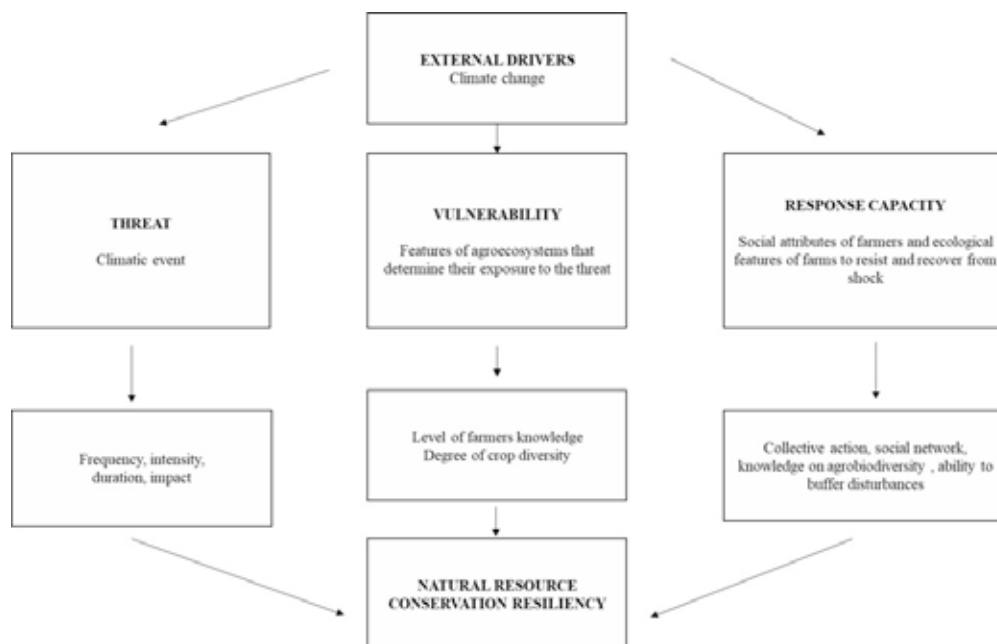 EXTERNAL DRIVERS
Climate change
THREAT
Climatic event
VULNERABILITY
Features of agroecosystems that
determine their exposure to the threat
RESPONSE CAPACITY
Social attributes of farmers and ecological
features of farms to resist and recover from
shock
Frequency, intensity,
duration, impact
Level of farmers knowledge
Degree of crop diversity
Collective action, social network,
knowledge on agrobiodiversity , ability to
buffer disturbances
NATURAL RESOURCE
CONSERVATION RESILIENCY